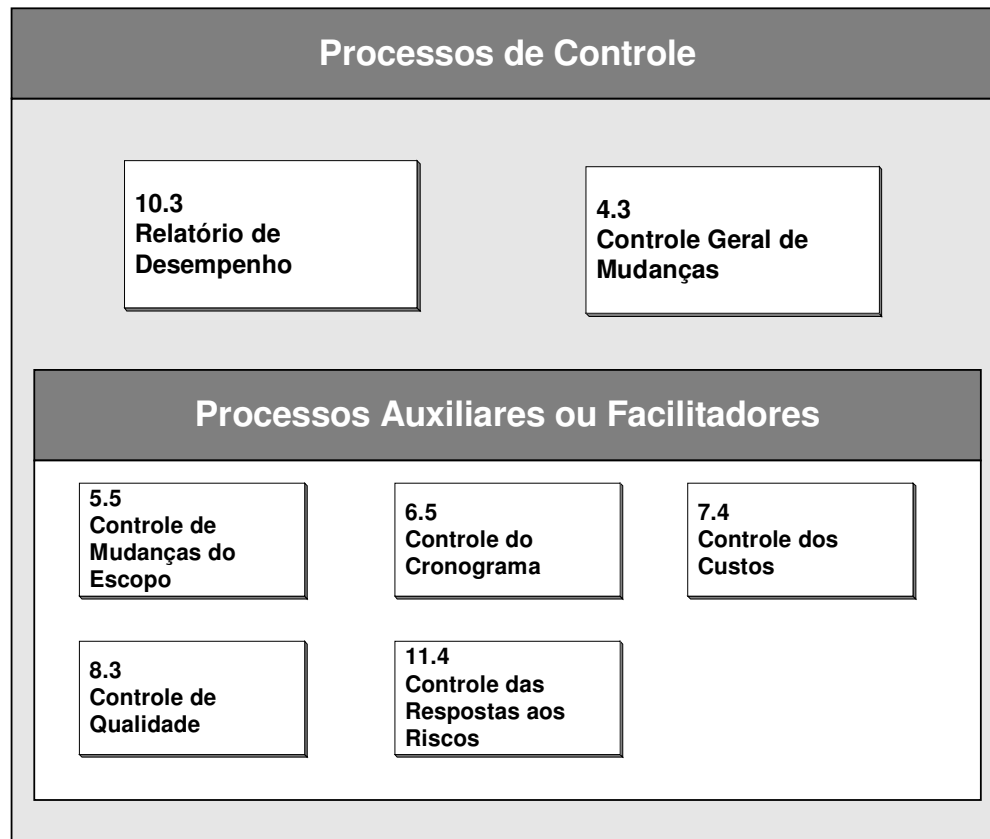 Processos de Controle
10.3
Relatório de
Desempenho
4.3
Controle Geral de
Mudanças
Processos Auxiliares ou Facilitadores
5.5
Controle de
Mudanças do
Escopo
6.5
Controle do
Cronograma
7.4
Controle dos
Custos
8.3
Controle de
Qualidade
11.4
Controle das
Respostas aos
Riscos